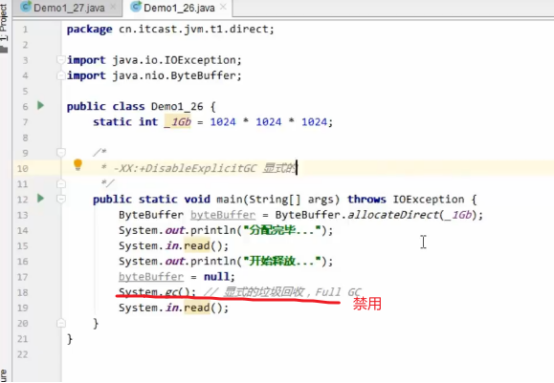 Demo1_27.java × Demo1_26.java ×
1: Project
1 package cn.itcast.jvm.t1.direct;
2
3 import java.io.IOException;
4 import java.nio.ByteBuffer;
5
6 public class Demo1_26 {
7 static int _1Gb = 1024 * 1024 * 1024;
8
9 /*
10 * -XX:+DisableExplicitGC 显式的
11 */
12 public static void main(String[] args) throws IOException {
13 ByteBuffer byteBuffer = ByteBuffer.allocateDirect(_1Gb);
14 System.out.println("分配完毕...");
15 System.in.read();
16 System.out.println("开始释放...");
17 byteBuffer = null;
18 System.gc(); // 显式的垃圾回收，Full GC
禁用
19 System.in.read();
20 }
21 }
22